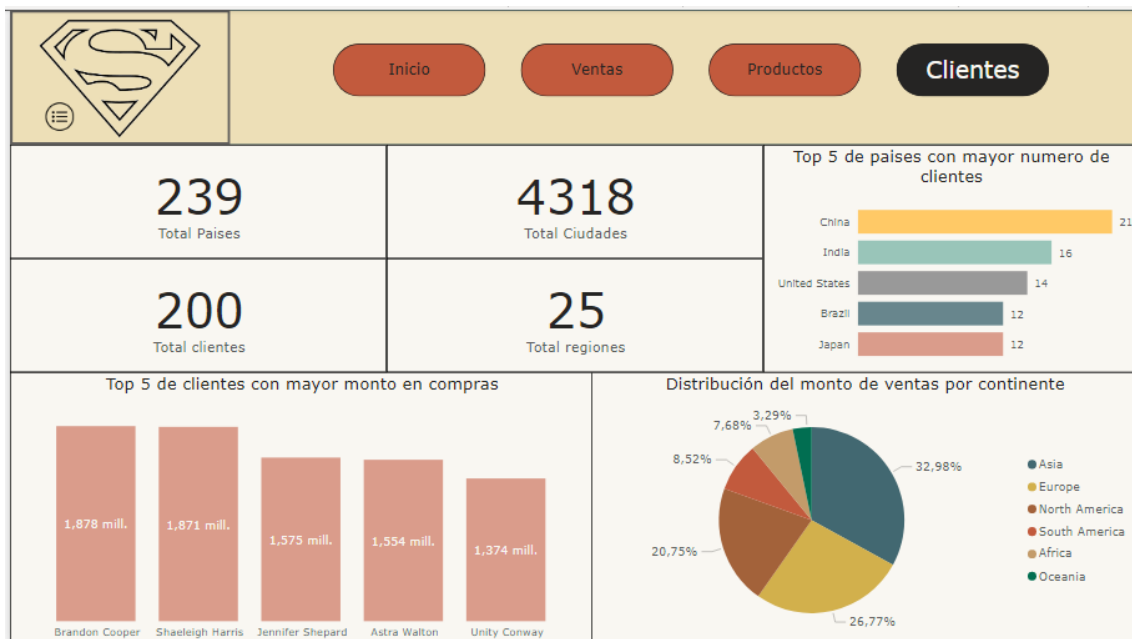 Inicio
Ventas
Productos
Clientes
239
Total Paises
4318
Total Ciudades
200
Total clientes
25
Total regiones
Top 5 de paises con mayor numero de
clientes
China 21
India 16
United States 14
Brazil 12
Japan 12
Top 5 de clientes con mayor monto en compras
1,878 mill.
1,871 mill.
1,575 mill.
1,554 mill.
1,374 mill.
Brandon Cooper
Shaeleigh Harris
Jennifer Shepard
Astra Walton
Unity Conway
Distribución del monto de ventas por continente
3,29%
7,68%
8,52%
32,98%
20,75%
26,77%
Asia
Europe
North America
South America
Africa
Oceania